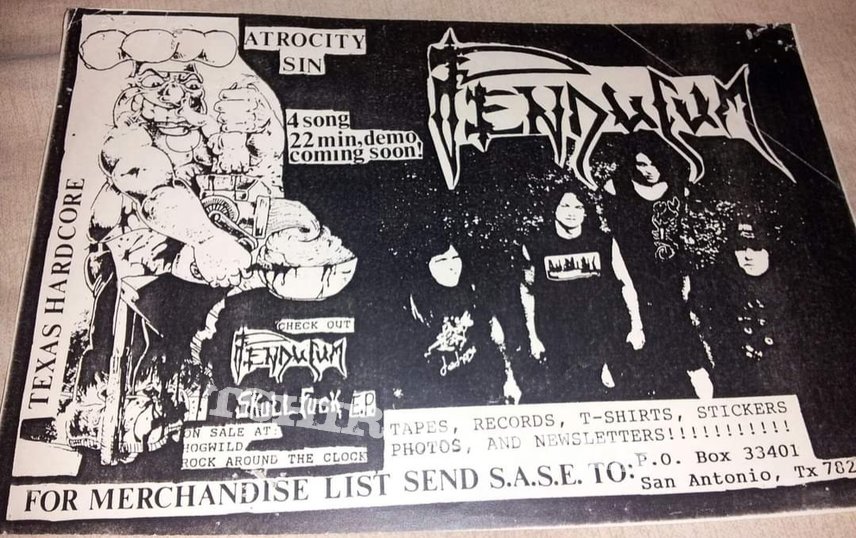 ATROCITY
SIN
PENDULUM
4 song
22 min,demo
coming soon!
TEXAS HARDCORE
CHECK OUT
PENDULUM
SKULL FUCK E.P.
ON SALE AT:
HOGWILD
ROCK AROUND THE CLOCK
TAPES, RECORDS, T-SHIRTS, STICKERS
PHOTOS, AND NEWSLETTERS!!!!!!!!!!!
FOR MERCHANDISE LIST SEND S.A.S.E. TO:
P.O. Box 33401
San Antonio, Tx 782